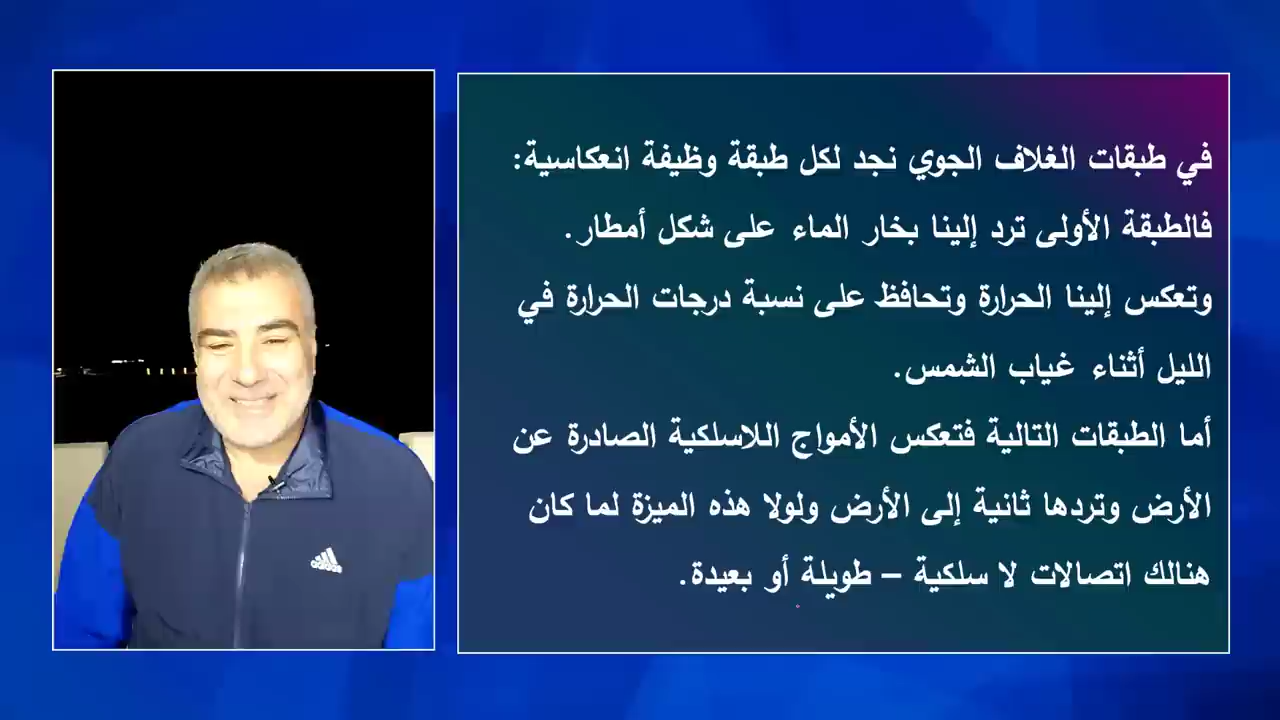 في طبقات الغلاف الجوي نجد لكل طبقة وظيفة انعكاسية:
فالطبقة الأولى ترد إلينا بخار الماء على شكل أمطار.
وتعكس إلينا الحرارة وتحافظ على نسبة درجات الحرارة في
الليل أثناء غياب الشمس.
أما الطبقات التالية فتعكس الأمواج اللاسلكية الصادرة عن
الأرض وتردها ثانية إلى الأرض ولولا هذه الميزة لما كان
هنالك اتصالات لا سلكية – طويلة أو بعيدة.
adidas